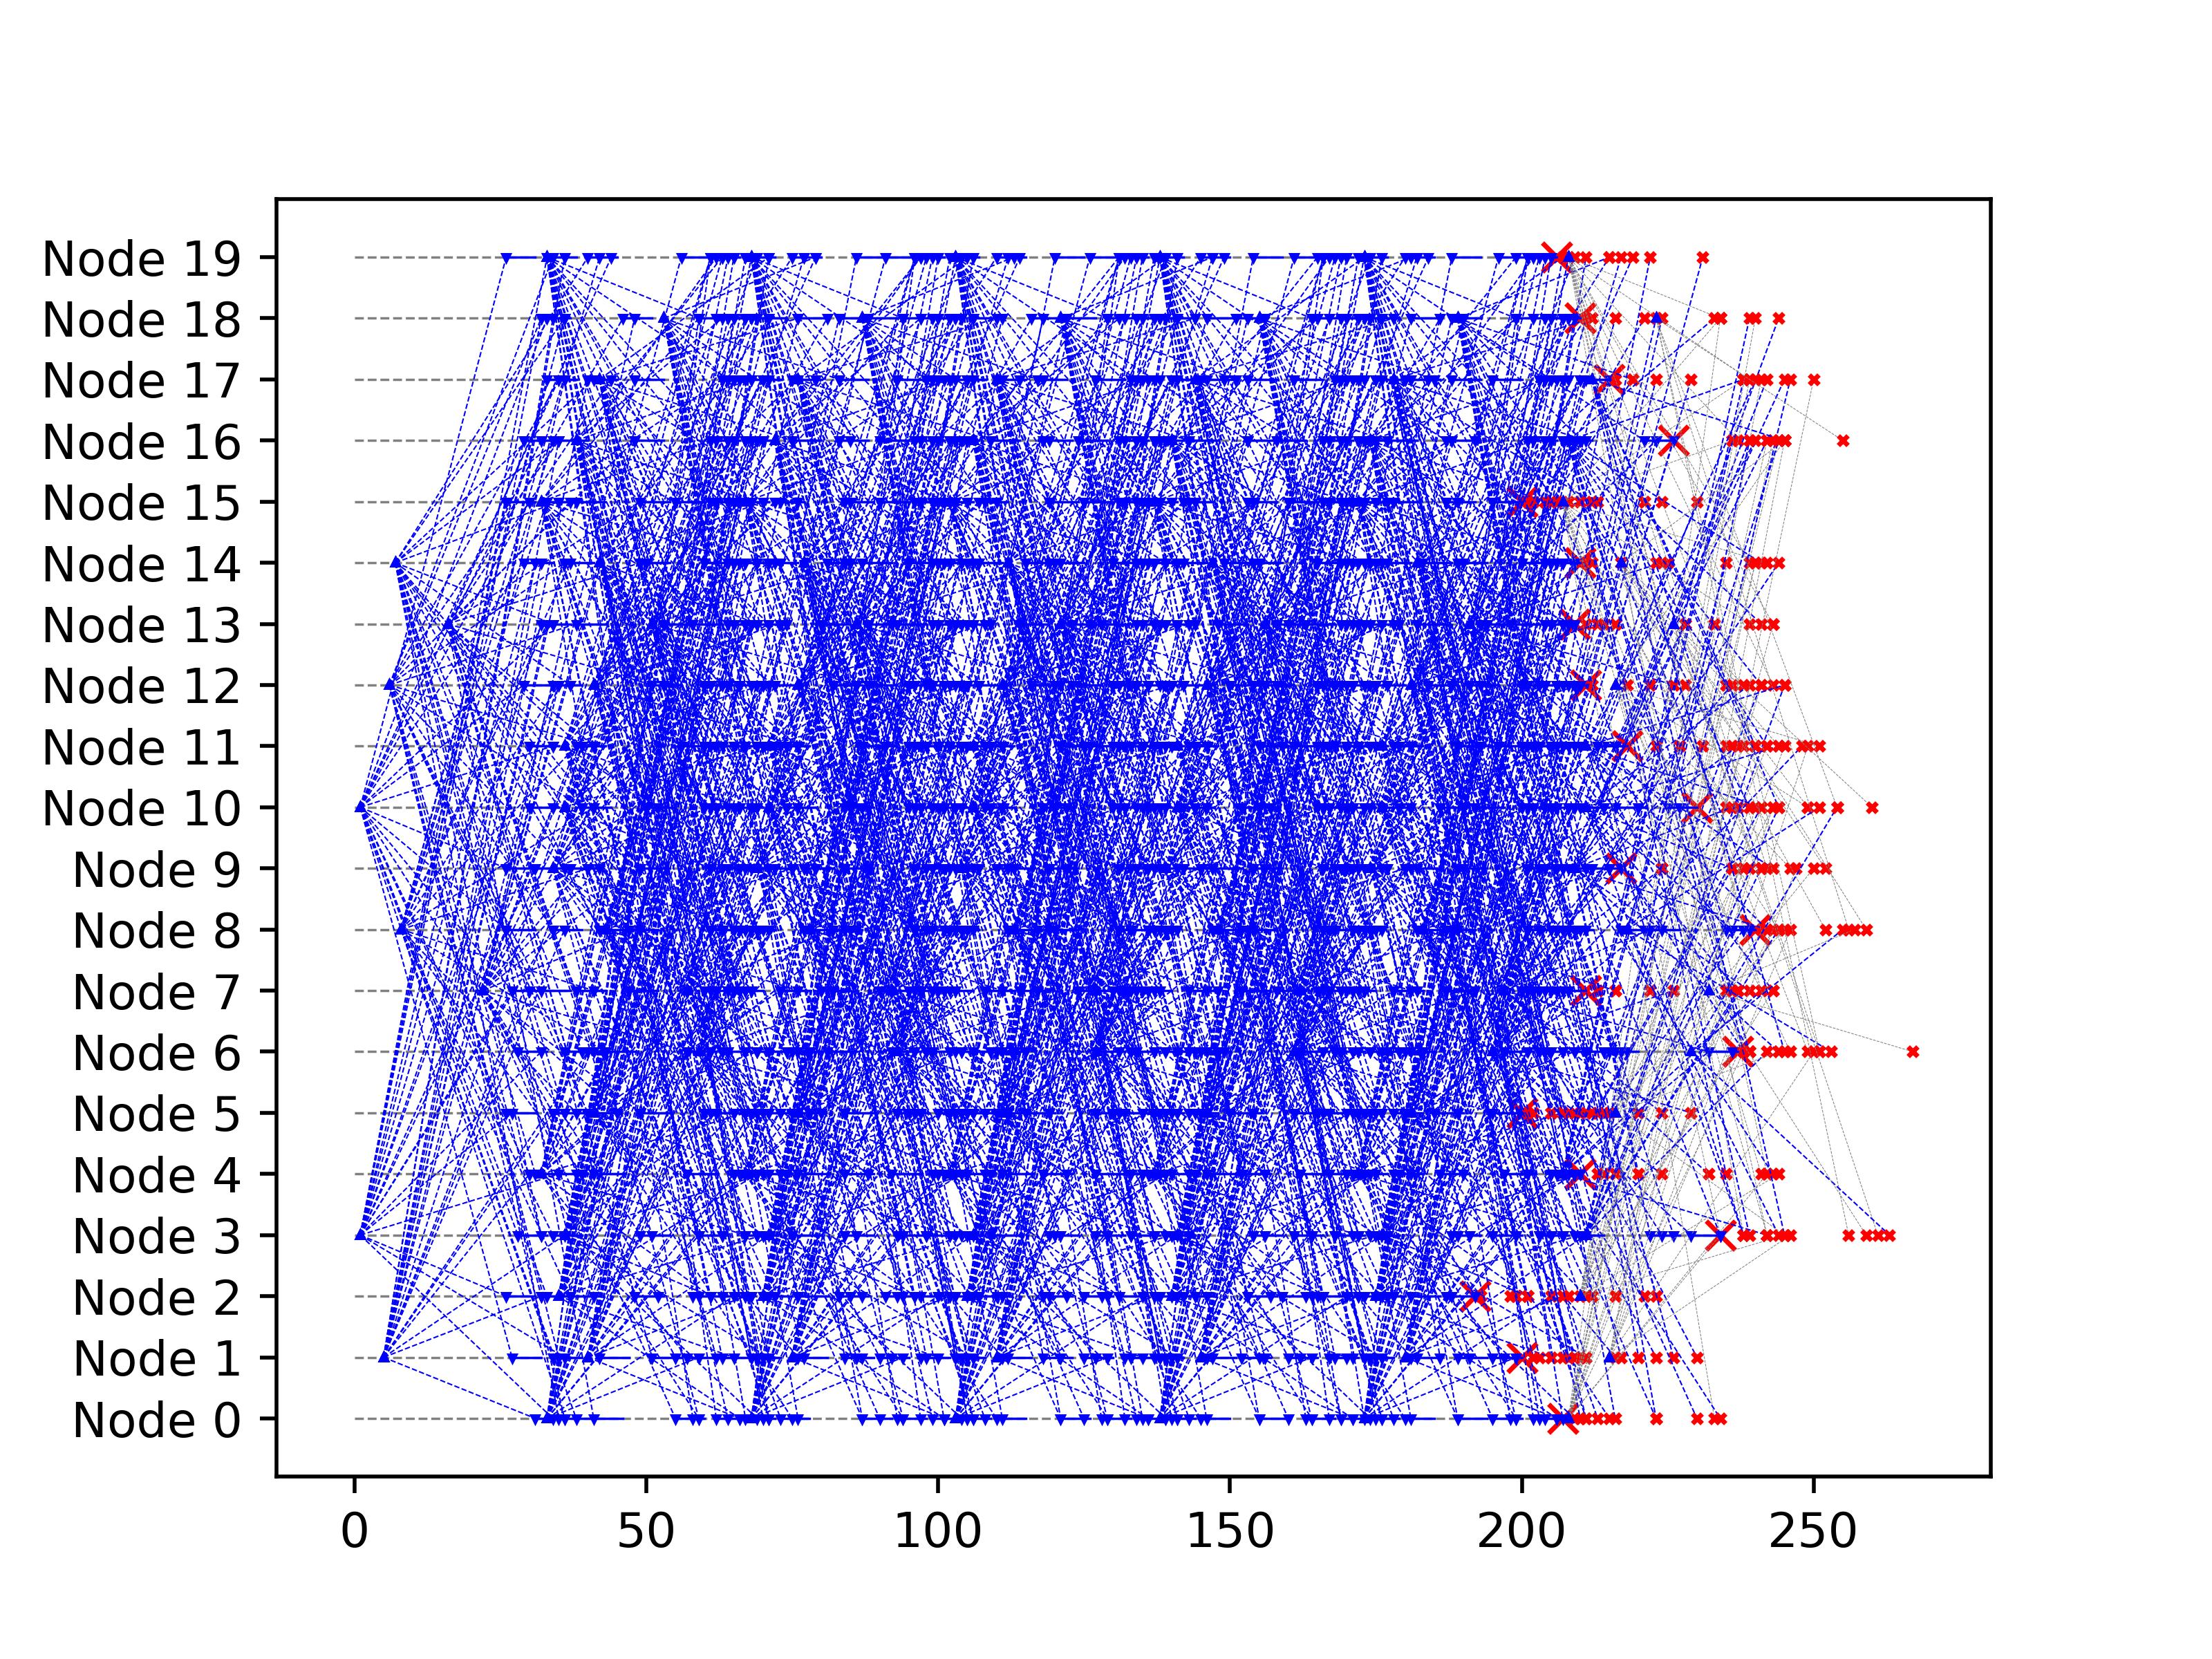 Node 19
Node 18
Node 17
Node 16
Node 15
Node 14
Node 13
Node 12
Node 11
Node 10
Node 9
Node 8
Node 7
Node 6
Node 5
Node 4
Node 3
Node 2
Node 1
Node 0
0 50 100 150 200 250